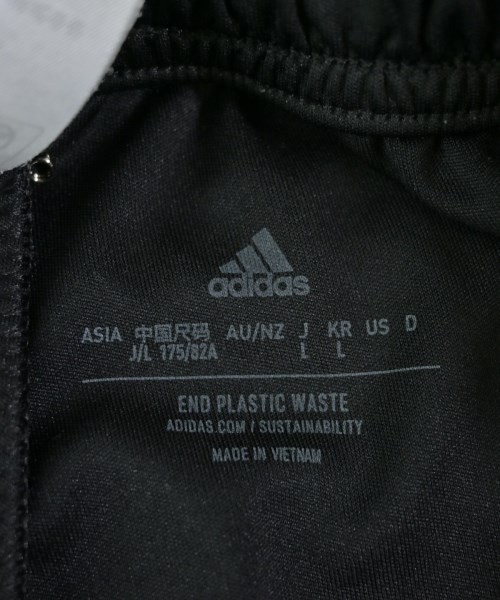 adidas
ASIA 中国尺码 AU/NZ J KR US D
J/L 175/82A L L
END PLASTIC WASTE
ADIDAS.COM / SUSTAINABILITY
MADE IN VIETNAM